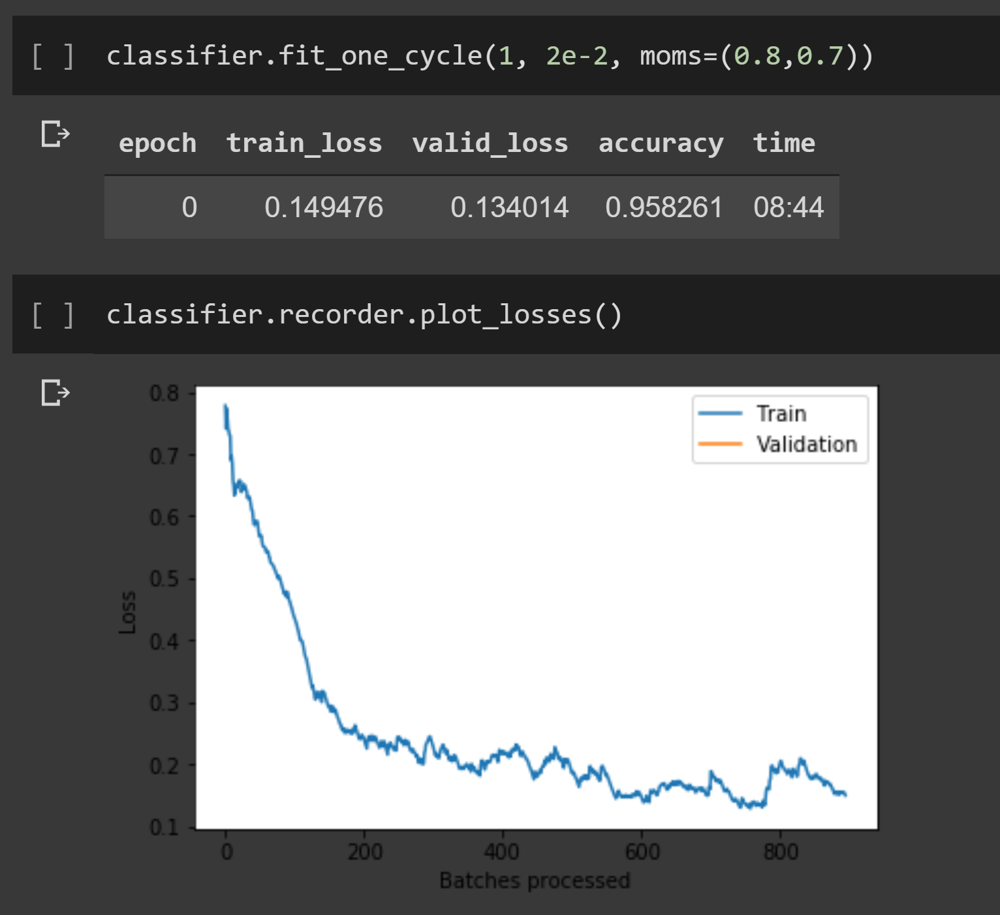 [ ] classifier.fit_one_cycle(1, 2e-2, moms=(0.8,0.7))
epoch train_loss valid_loss accuracy time
0 0.149476 0.134014 0.958261 08:44
[ ] classifier.recorder.plot_losses()
Train
Validation
0.8
0.7
0.6
0.5
0.4
0.3
0.2
0.1
Loss
0 200 400 600 800
Batches processed